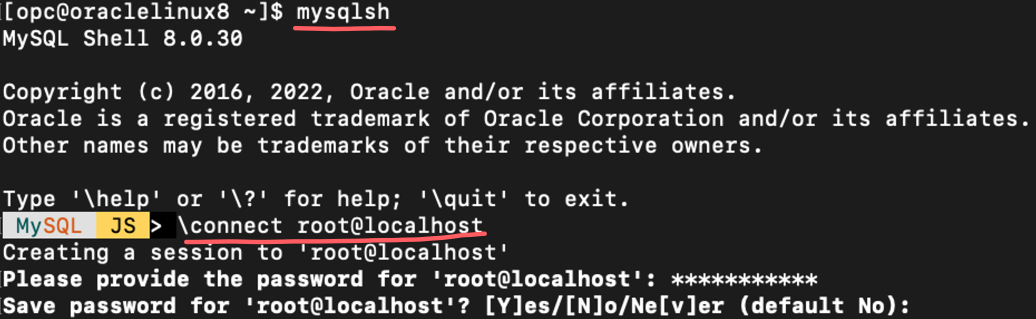 [opc@oraclelinux8 ~]$ mysqlsh
MySQL Shell 8.0.30
Copyright (c) 2016, 2022, Oracle and/or its affiliates.
Oracle is a registered trademark of Oracle Corporation and/or its affiliates.
Other names may be trademarks of their respective owners.
Type '\help' or '\?' for help; '\quit' to exit.
MySQL JS > \connect root@localhost
Creating a session to 'root@localhost'
Please provide the password for 'root@localhost': ***********
Save password for 'root@localhost'? [Y]es/[N]o/Ne[v]er (default No):